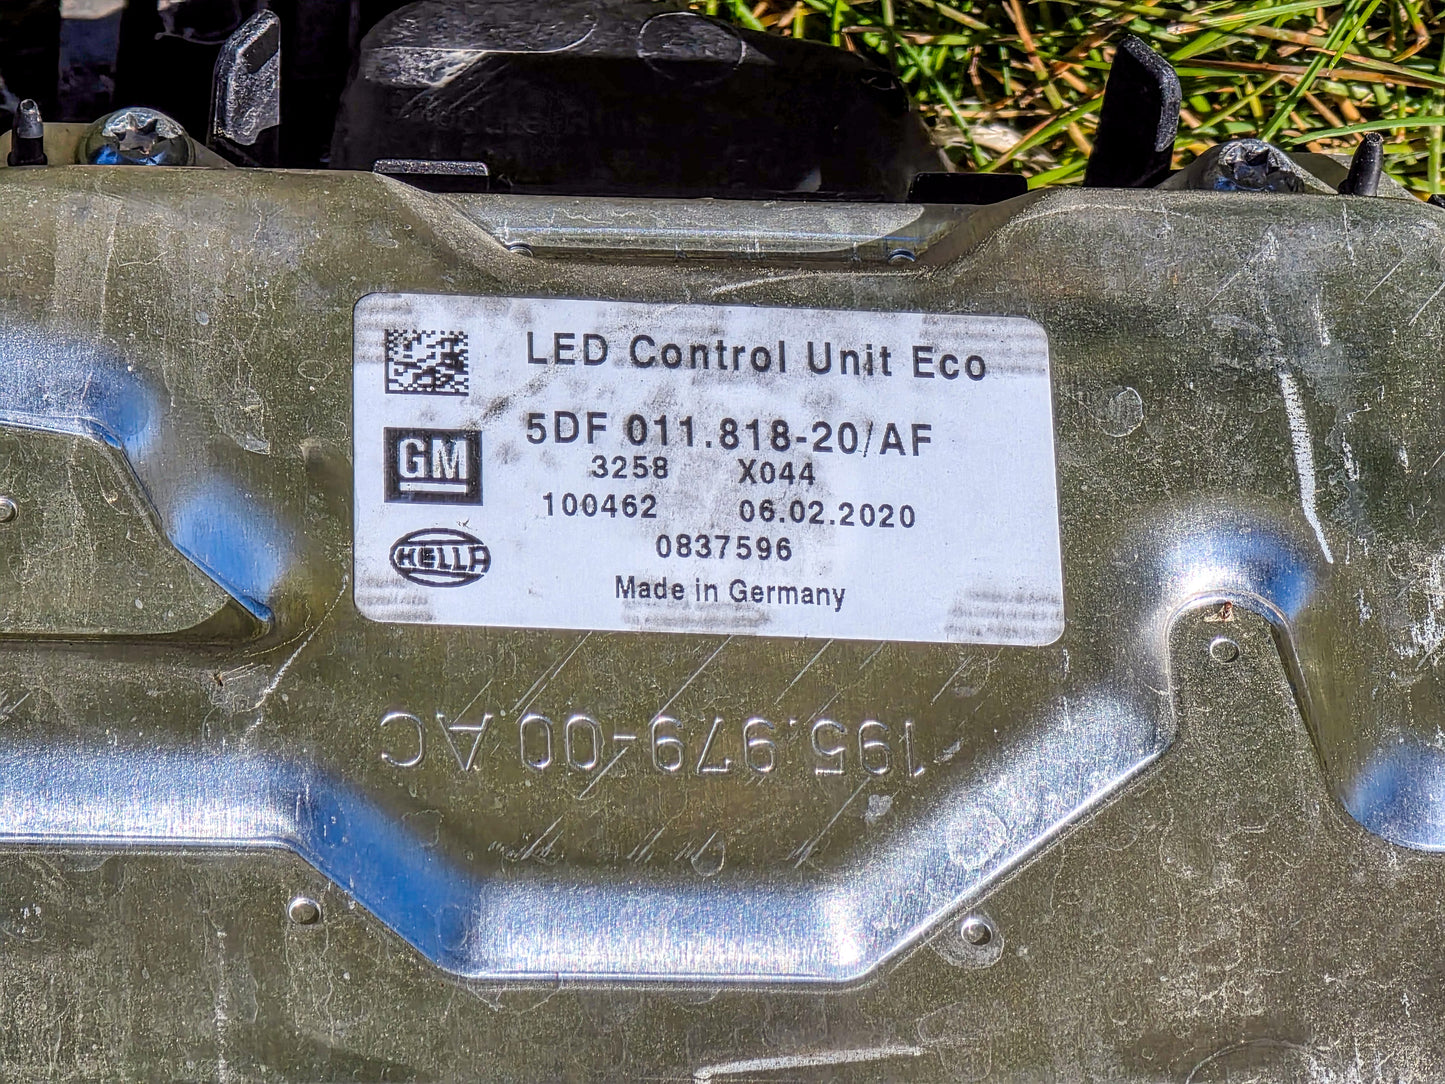 LED Control Unit Eco
5DF 011.818-20/AF
GM
3258 X044
100462 06.02.2020
HELLA
0837596
Made in Germany
195.979-00 AC